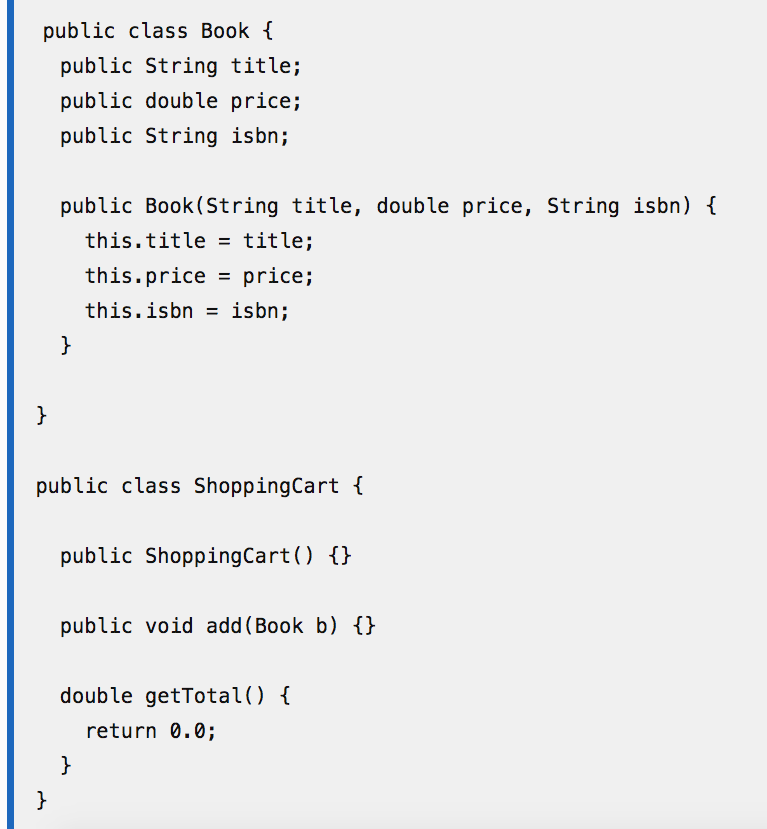 public class Book {
public String title;
public double price;
public String isbn;
public Book(String title, double price, String isbn) {
this.title = title;
this.price = price;
this.isbn = isbn;
}
}
public class ShoppingCart {
public ShoppingCart() {}
public void add(Book b) {}
double getTotal() {
return 0.0;
}
}